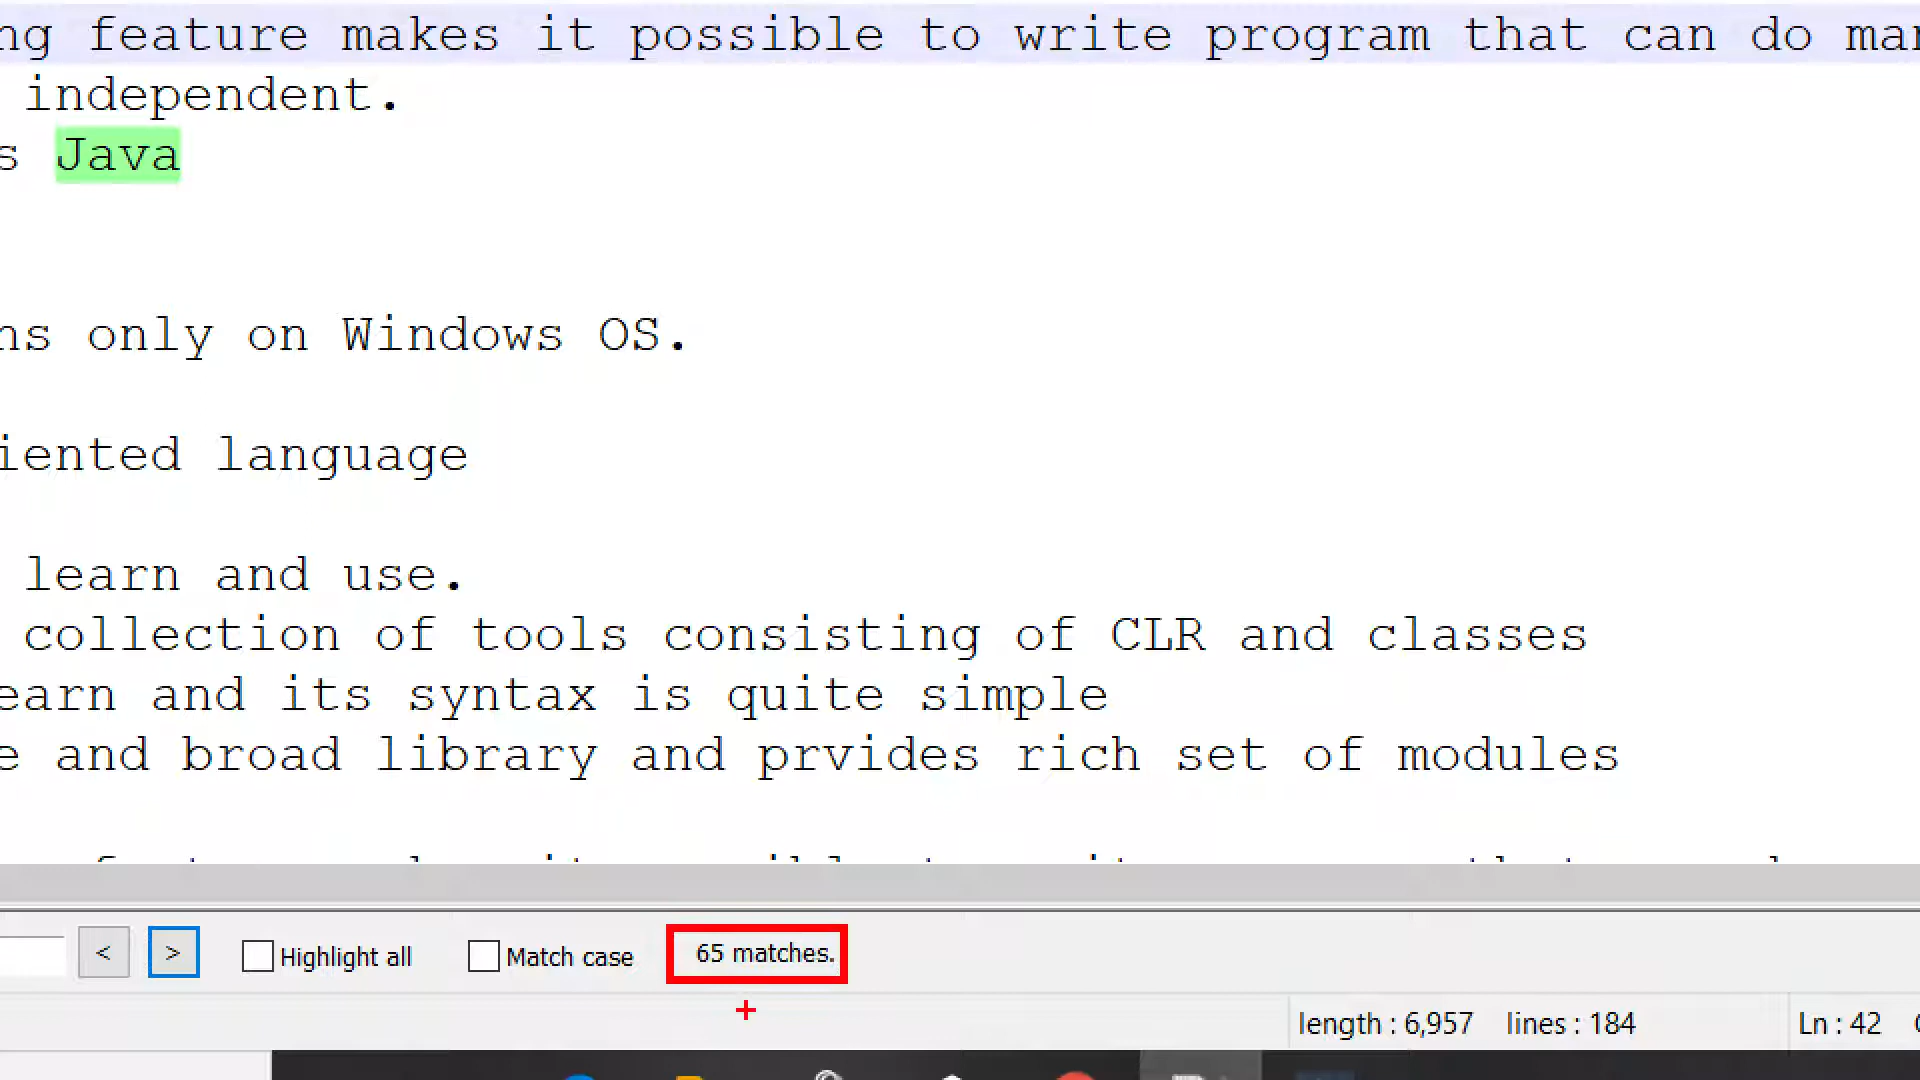 ng feature makes it possible to write program that can do man
independent.
s Java
ns only on Windows OS.
iented language
learn and use.
collection of tools consisting of CLR and classes
earn and its syntax is quite simple
e and broad library and prvides rich set of modules
< > Highlight all Match case 65 matches.
length : 6,957 lines : 184 Ln : 42